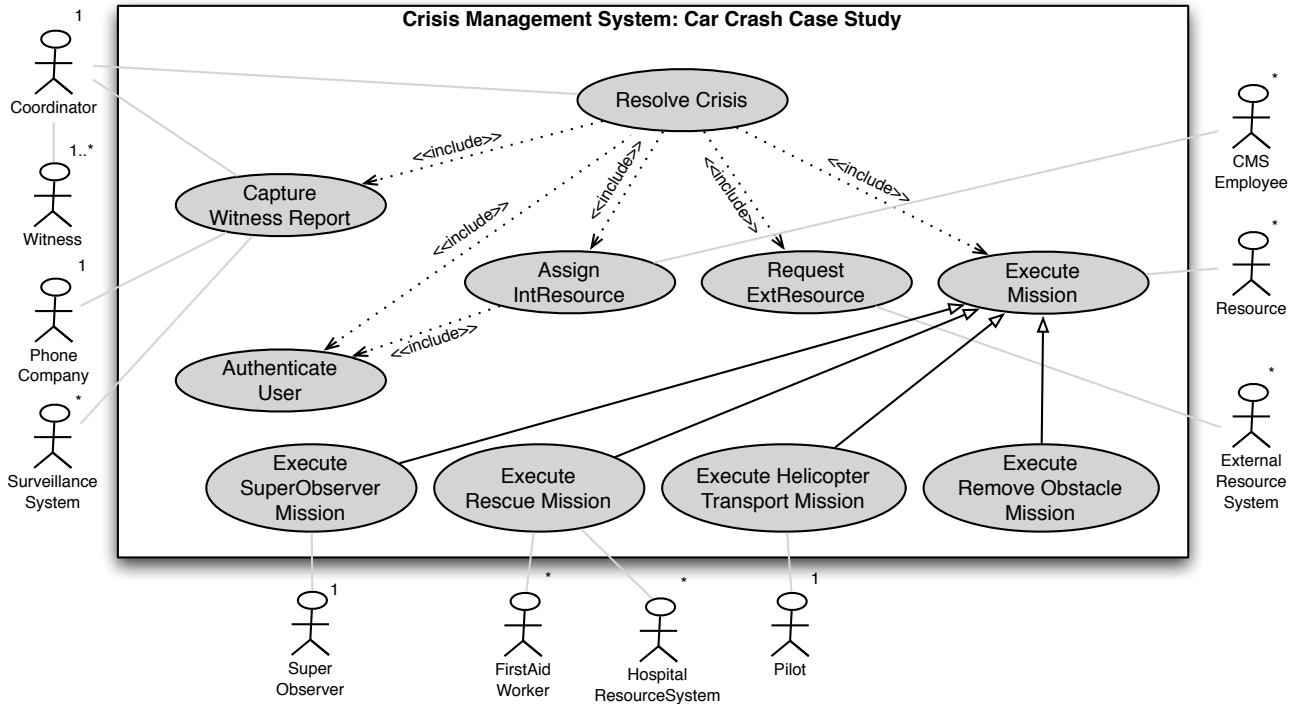 Crisis Management System: Car Crash Case Study
1
Coordinator
1..*
Witness
1
Phone
Company
*
Surveillance
System
Resolve Crisis
<<include>>
<<include>>
<<include>>
<<include>>
<<include>>
<<include>>
Capture
Witness Report
Assign
IntResource
Request
ExtResource
Execute
Mission
Authenticate
User
Execute
SuperObserver
Mission
Execute
Rescue Mission
Execute Helicopter
Transport Mission
Execute
Remove Obstacle
Mission
*
CMS
Employee
*
Resource
*
External
Resource
System
1
Super
Observer
*
FirstAid
Worker
*
Hospital
ResourceSystem
1
Pilot